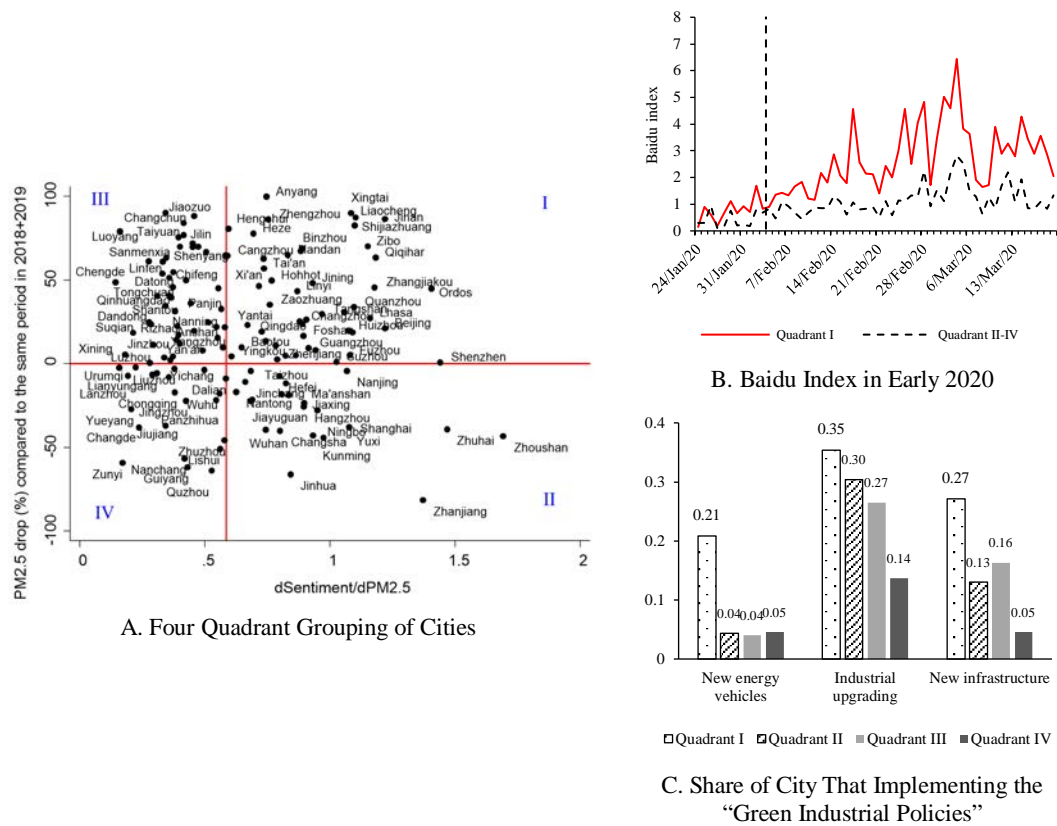 PM2.5 drop (%) compared to the same period in 2018+2019
100
50
0
-50
-100
III
I
IV
II
Anyang
Xingtai
Jiaozuo
Liaocheng
Changchun
Hengshui
Zhengzhou
Jinan
Taiyuan
Heze
Shijiazhuang
Luoyang
Jilin
Binzhou
Zibo
Sanmenxia
Shenyang
Cangzhou
Handan
Qiqihar
Linfen
Tai'an
Chengde
Chifeng
Xi'an
Hohhot
Jining
Zhangjiakou
Datong
Linyi
Ordos
Tongchuan
Qinhuangdao
Panjin
Zaozhuang
Quanzhou
Shantou
Tangshan
Lhasa
Dandong
Nanning
Yantai
Changzhou
Beijing
Suqian
Rizhao
Anshan
Qingdao
Foshan
Huizhou
Jinzhou
Yangzhou
Baotou
Guangzhou
Xining
Yan'an
Yingkou
Zhenjiang
Fuzhou
Luzhou
Suzhou
Shenzhen
Urumqi
Yichang
Taizhou
Nanjing
Lianyungang
Liuzhou
Hefei
Lanzhou
Dalian
Jinchang
Ma'anshan
Chongqing
Wuhu
Nantong
Jiaxing
Jingzhou
Jiayuguan
Hangzhou
Yueyang
Panzhihua
Shanghai
Changde
Jiujiang
Wuhan
Ningbo
Zhuhai
Zhuzhou
Changsha
Yuxi
Zhoushan
Lishui
Kunming
Zunyi
Nanchang
Guiyang
Jinhua
Quzhou
Zhanjiang
0
.5
1
1.5
2
dSentiment/dPM2.5
A. Four Quadrant Grouping of Cities
Baidu index
8
7
6
5
4
3
2
1
0
24/Jan/20
31/Jan/20
7/Feb/20
14/Feb/20
21/Feb/20
28/Feb/20
6/Mar/20
13/Mar/20
Quadrant I
Quadrant II-IV
B. Baidu Index in Early 2020
0.4
0.3
0.2
0.1
0
0.21
0.04
0.04
0.05
0.35
0.30
0.27
0.14
0.27
0.13
0.16
0.05
New energy
vehicles
Industrial
upgrading
New infrastructure
Quadrant I
Quadrant II
Quadrant III
Quadrant IV
C. Share of City That Implementing the
“Green Industrial Policies”